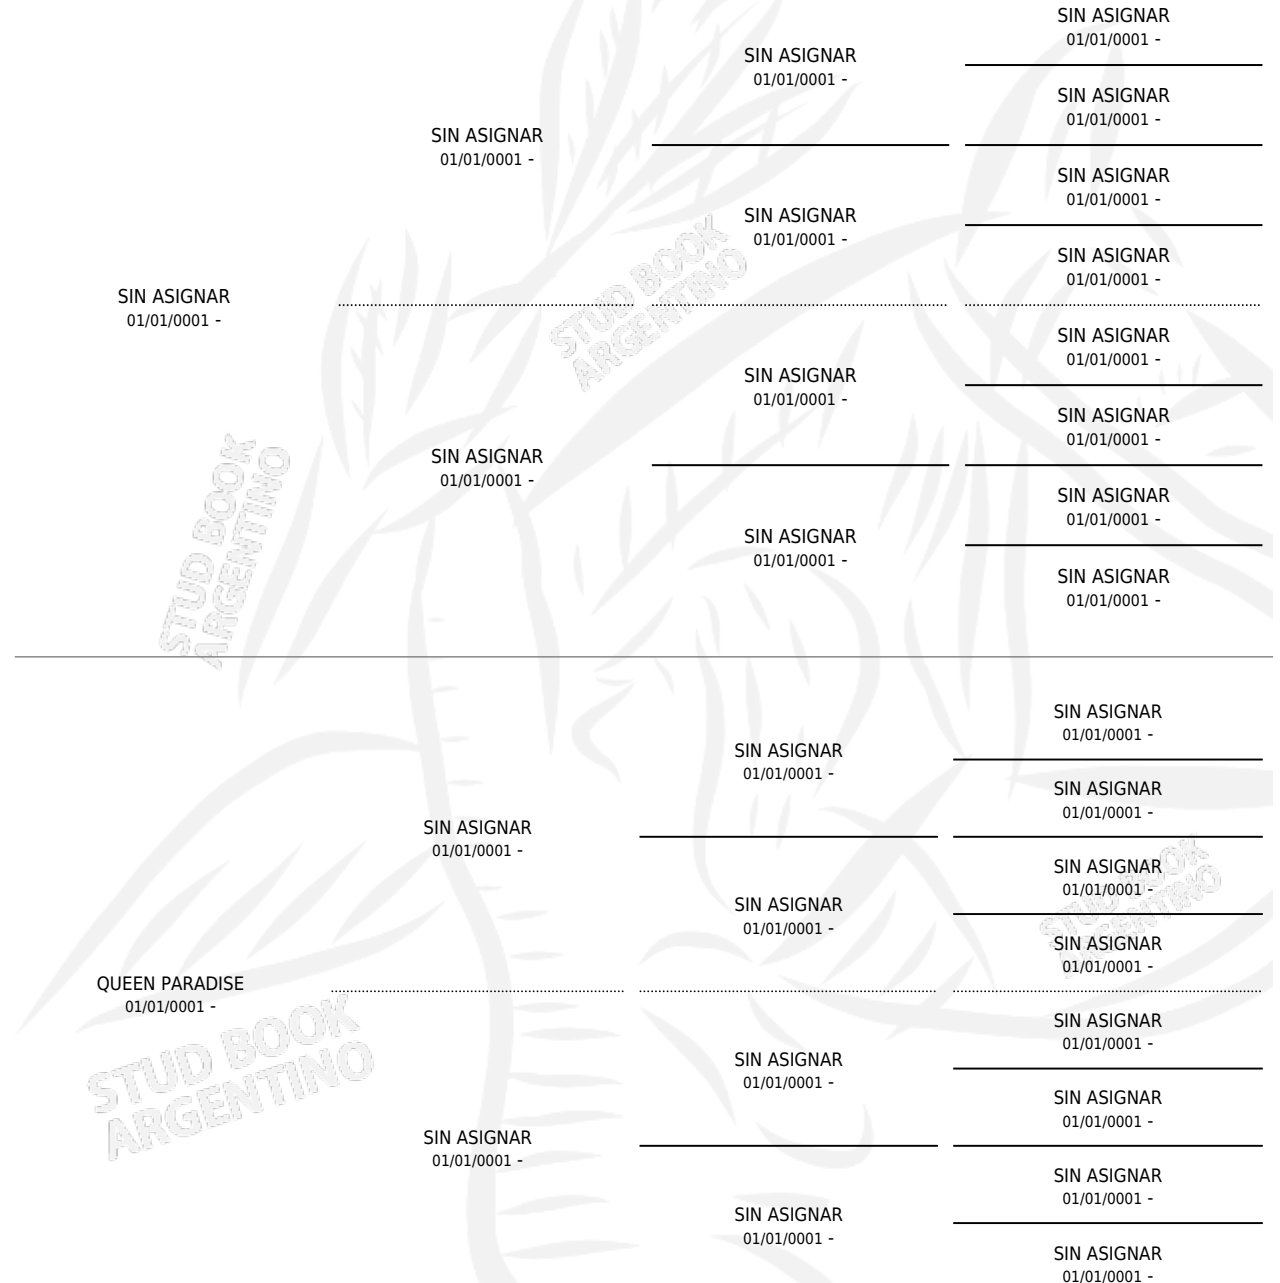 SIN ASIGNAR
01/01/0001 -
SIN ASIGNAR
01/01/0001 -
SIN ASIGNAR
01/01/0001 -
SIN ASIGNAR
01/01/0001 -
SIN ASIGNAR
01/01/0001 -
SIN ASIGNAR
01/01/0001 -
SIN ASIGNAR
01/01/0001 -
SIN ASIGNAR
01/01/0001 -
STUD BOOK
ARGENTINO
SIN ASIGNAR
01/01/0001 -
SIN ASIGNAR
01/01/0001 -
SIN ASIGNAR
01/01/0001 -
SIN ASIGNAR
01/01/0001 -
SIN ASIGNAR
01/01/0001 -
STUD BOOK
ARGENTINO
SIN ASIGNAR
01/01/0001 -
SIN ASIGNAR
01/01/0001 -
SIN ASIGNAR
01/01/0001 -
SIN ASIGNAR
01/01/0001 -
SIN ASIGNAR
01/01/0001 -
SIN ASIGNAR
01/01/0001 -
SIN ASIGNAR
01/01/0001 -
SIN ASIGNAR
01/01/0001 -
SIN ASIGNAR
01/01/0001 -
SIN ASIGNAR
01/01/0001 -
STUD BOOK
ARGENTINO
SIN ASIGNAR
01/01/0001 -
QUEEN PARADISE
01/01/0001 -
STUD BOOK
ARGENTINO
SIN ASIGNAR
01/01/0001 -
SIN ASIGNAR
01/01/0001 -
SIN ASIGNAR
01/01/0001 -
SIN ASIGNAR
01/01/0001 -
SIN ASIGNAR
01/01/0001 -
SIN ASIGNAR
01/01/0001 -
SIN ASIGNAR
01/01/0001 -